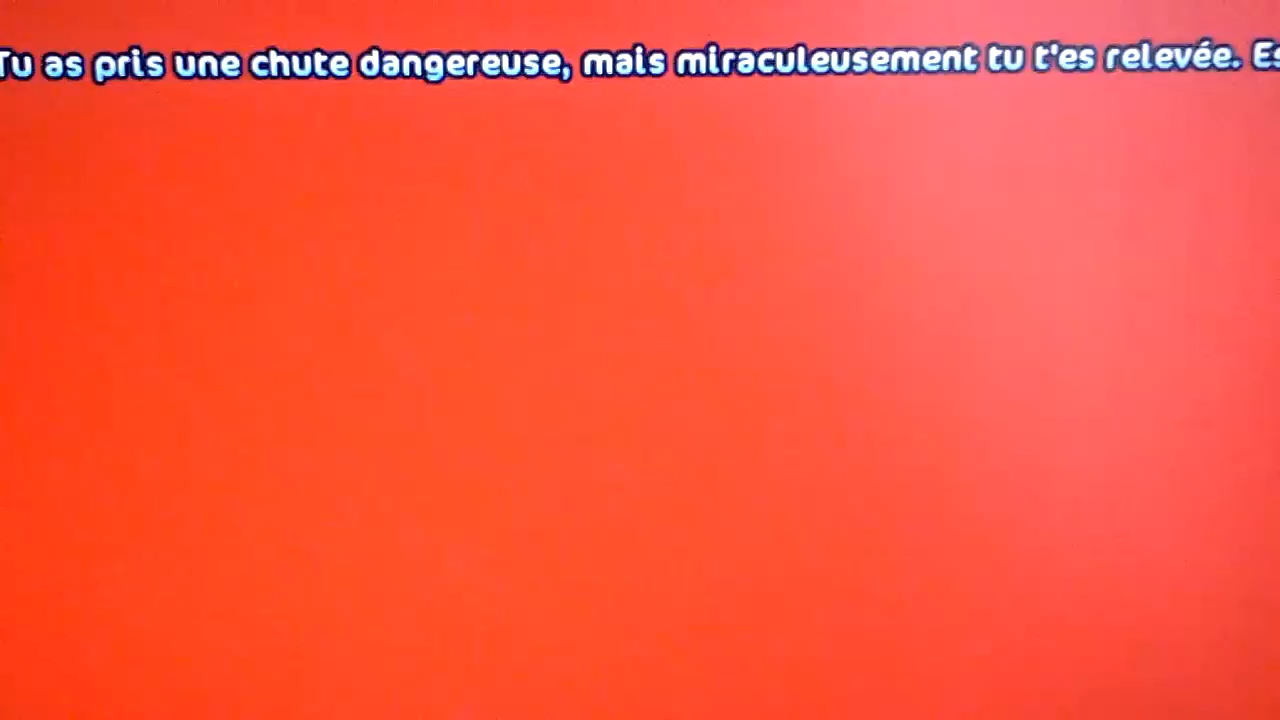 Tu as pris une chute dangereuse, mais miraculeusement tu t'es relevée.